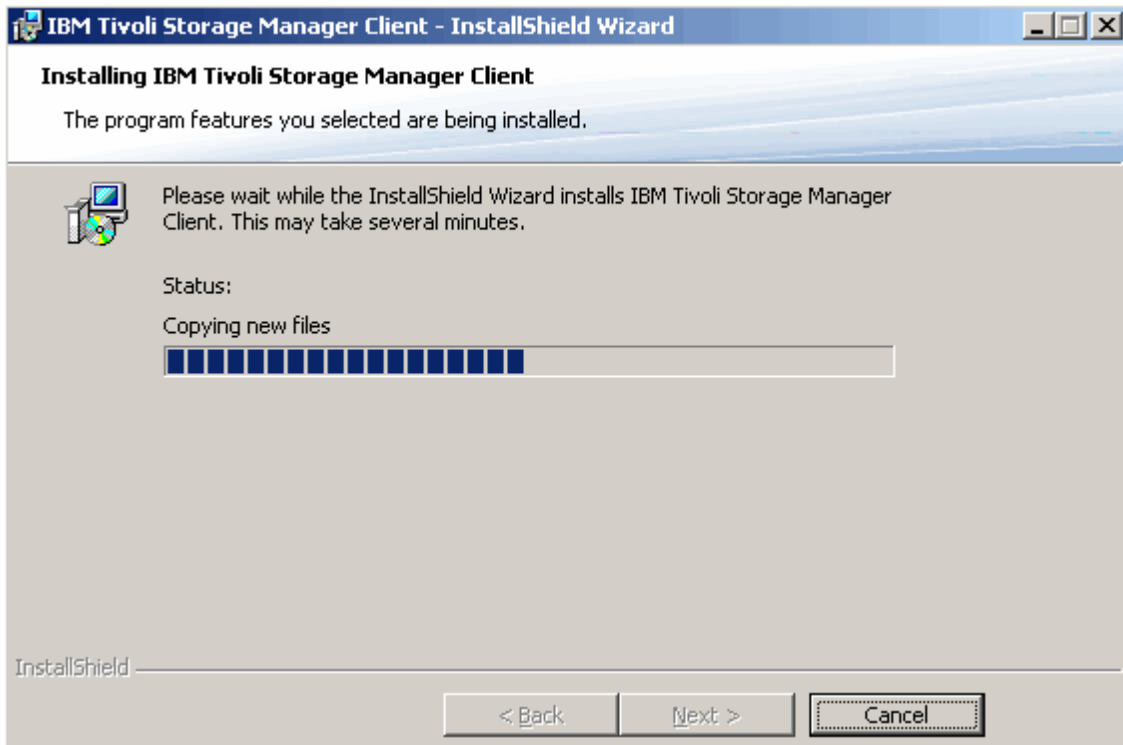 IBM Tivoli Storage Manager Client - InstallShield Wizard
Installing IBM Tivoli Storage Manager Client
The program features you selected are being installed.
Please wait while the InstallShield Wizard installs IBM Tivoli Storage Manager
Client. This may take several minutes.
Status:
Copying new files
InstallShield
< Back
Next >
Cancel